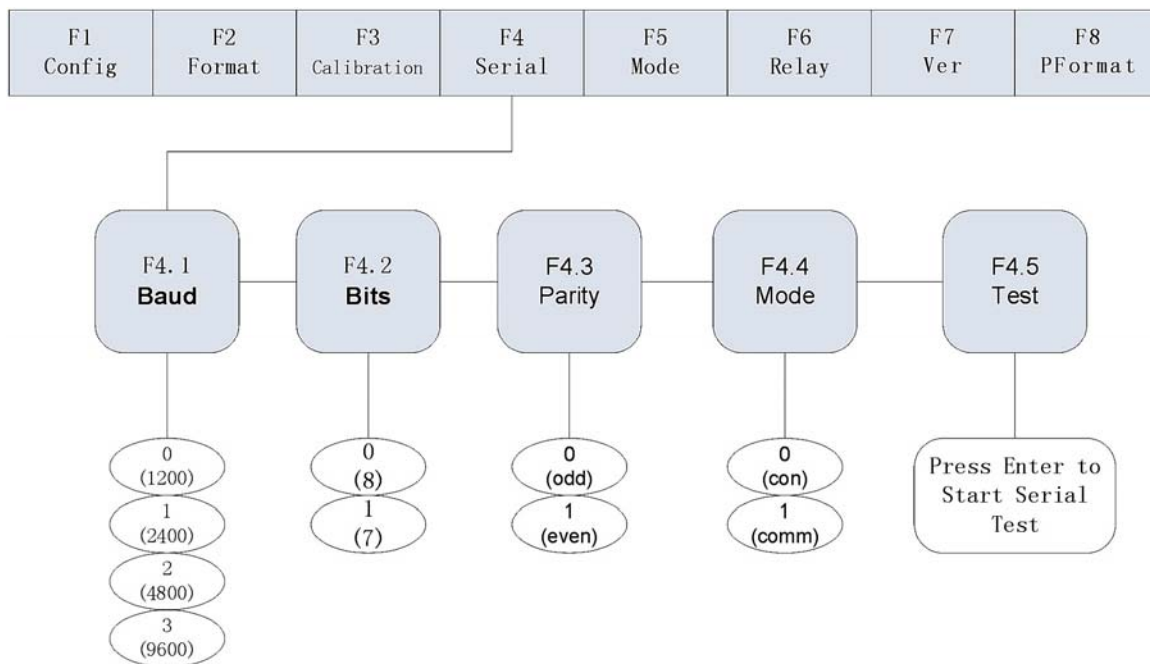 F1
Config
F2
Format
F3
Calibration
F4
Serial
F5
Mode
F6
Relay
F7
Ver
F8
PFormat
F4.1
Baud
F4.2
Bits
F4.3
Parity
F4.4
Mode
F4.5
Test
0
(1200)
1
(2400)
2
(4800)
3
(9600)
0
(8)
1
(7)
0
(odd)
1
(even)
0
(con)
1
(comm)
Press Enter to
Start Serial
Test